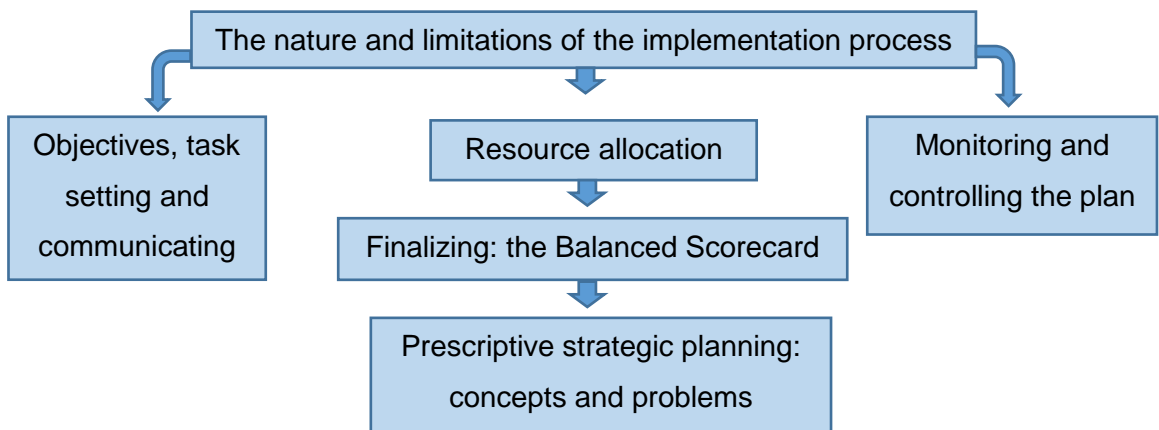 The nature and limitations of the implementation process
Objectives, task
setting and
communicating
Resource allocation
Monitoring and
controlling the plan
Finalizing: the Balanced Scorecard
Prescriptive strategic planning:
concepts and problems